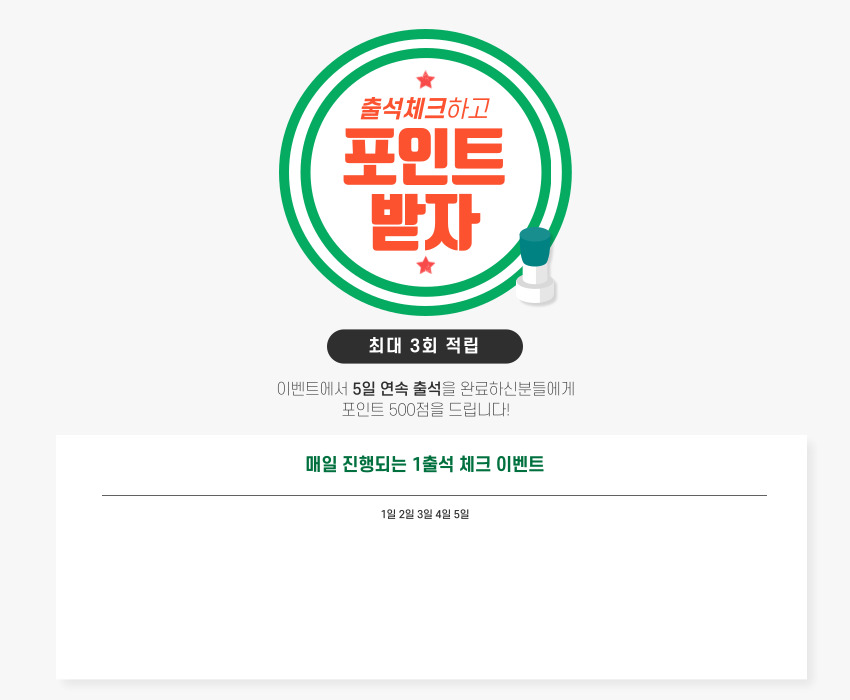 출석체크하고
포인트
받자
최대 3회 적립
이벤트에서 5일 연속 출석을 완료하신분들에게
포인트 500점을 드립니다!
매일 진행되는 1출석 체크 이벤트
1일 2일 3일 4일 5일